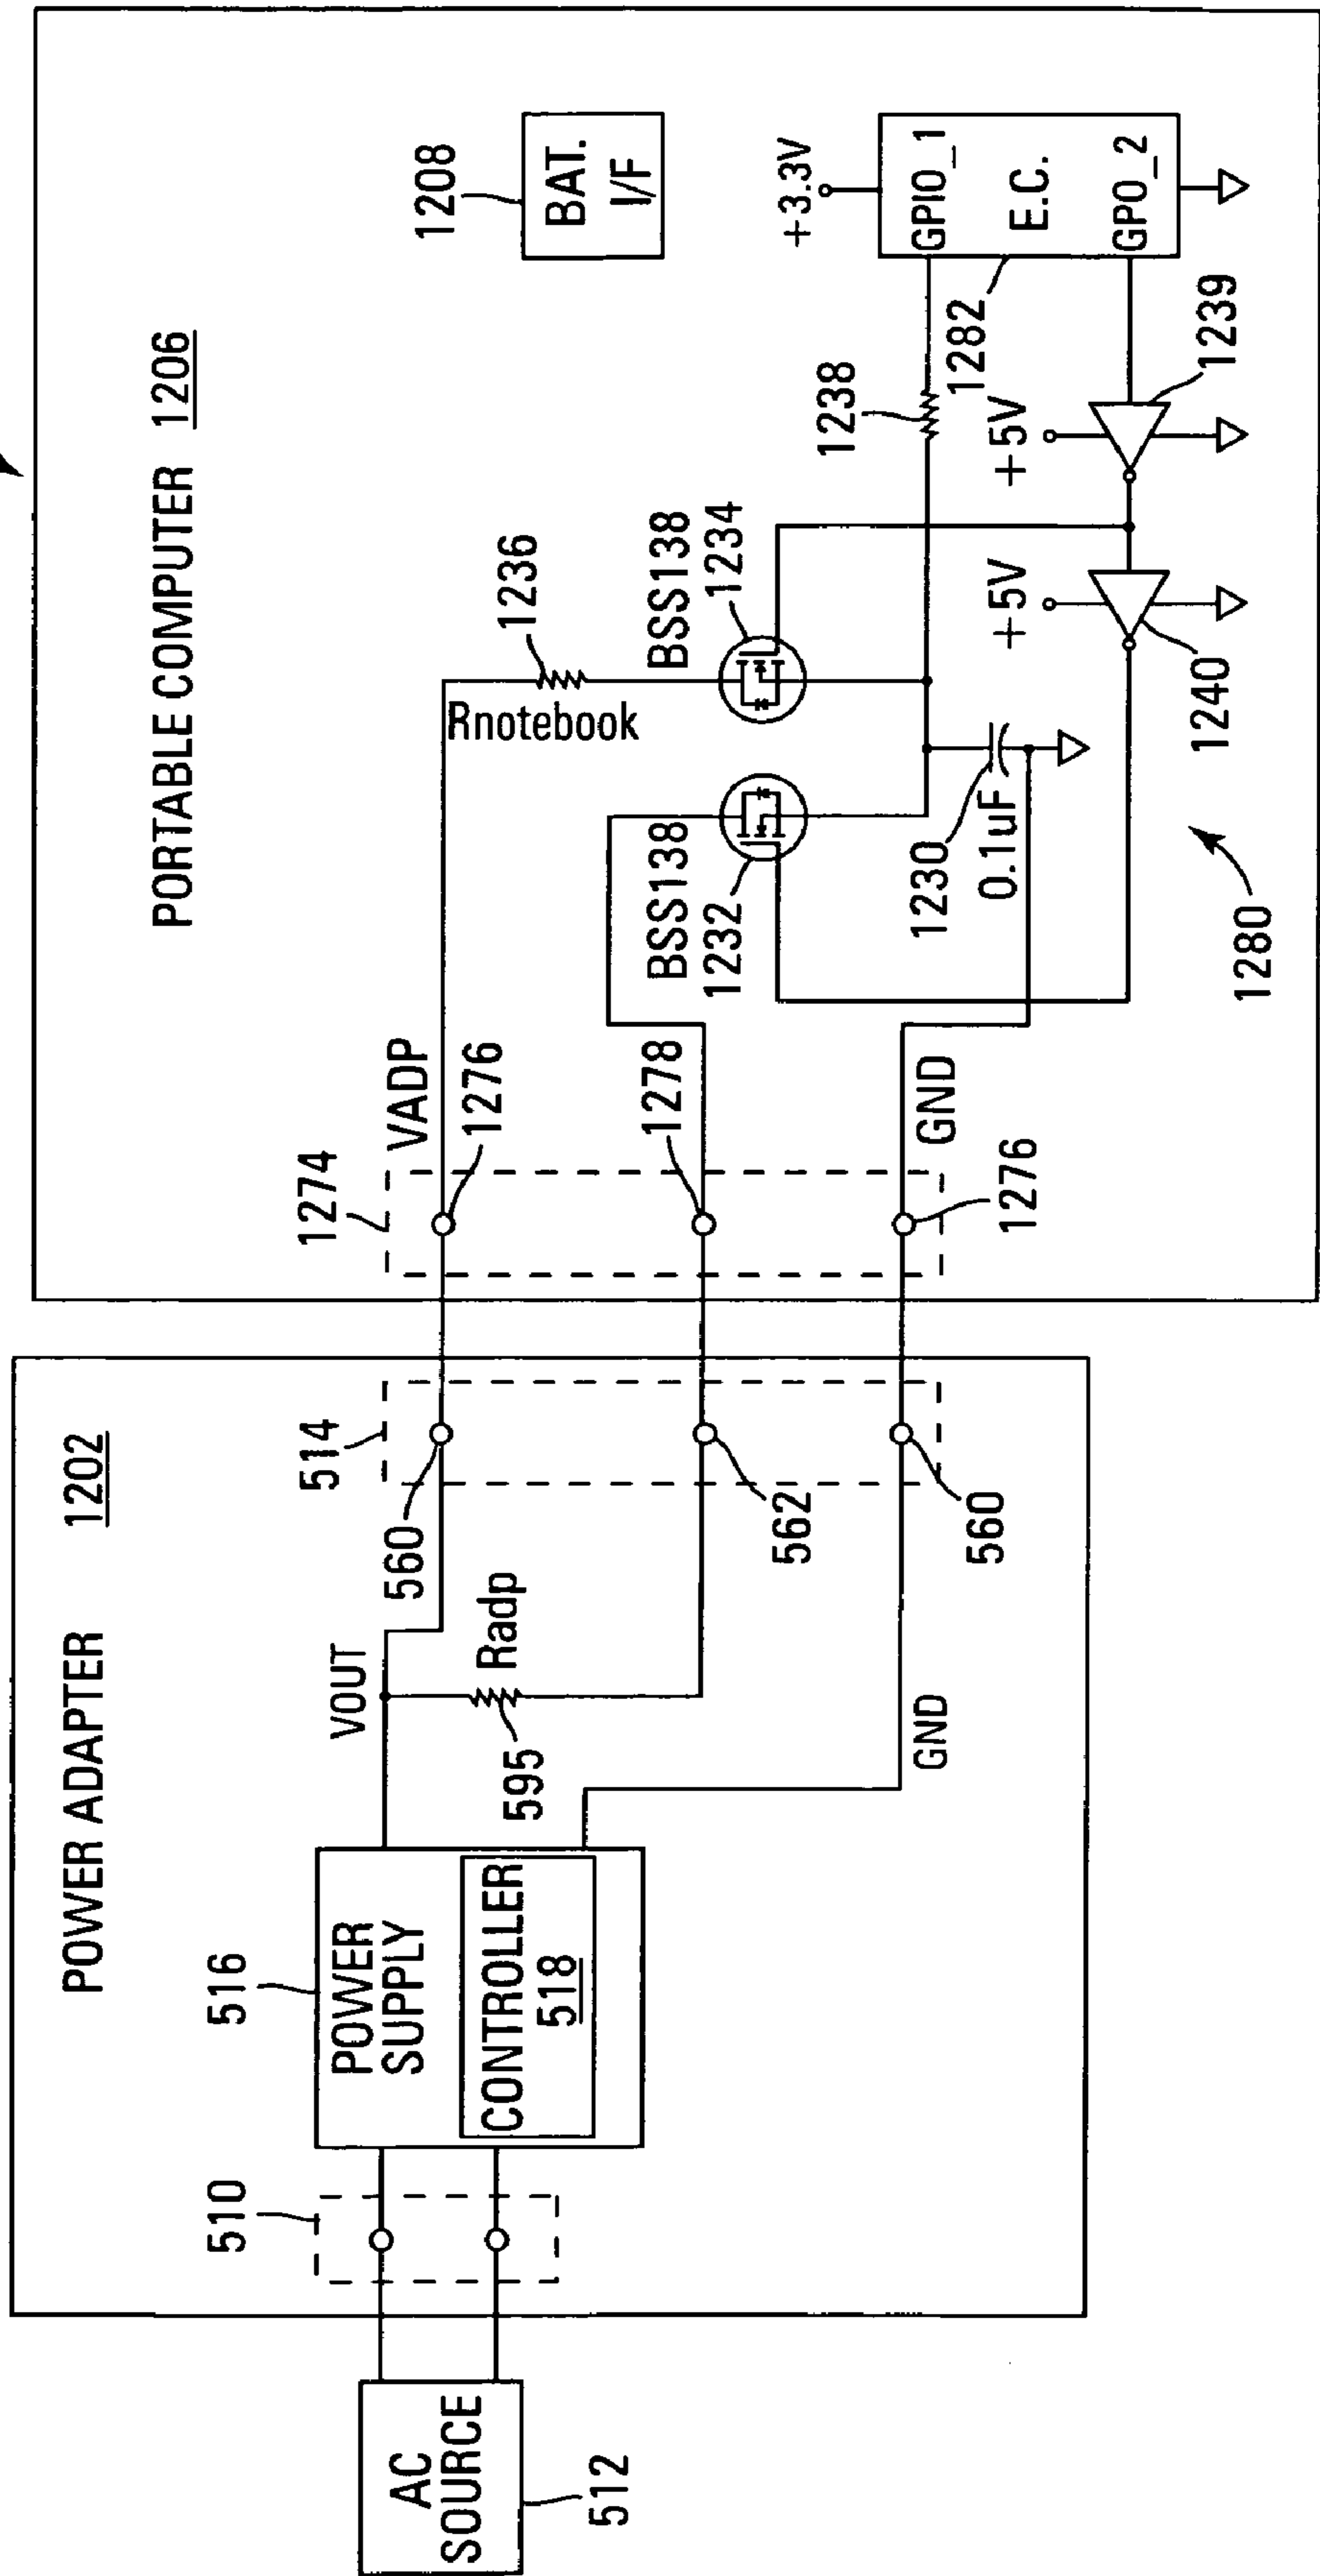 POWER ADAPTER 1202
AC
SOURCE
512
510
516
POWER
SUPPLY
CONTROLLER
518
VOUT
595
Radp
GND
514
560
562
560
PORTABLE COMPUTER 1206
1274
VADP
1276
1278
GND
1276
Rnotebook
1236
BSS138
1232
BSS138
1234
1230
0.1uF
1280
1238
1208
BAT.
I/F
+3.3V
GPIO_1
E.C.
GPO_2
1282
+5V
1239
+5V
1240